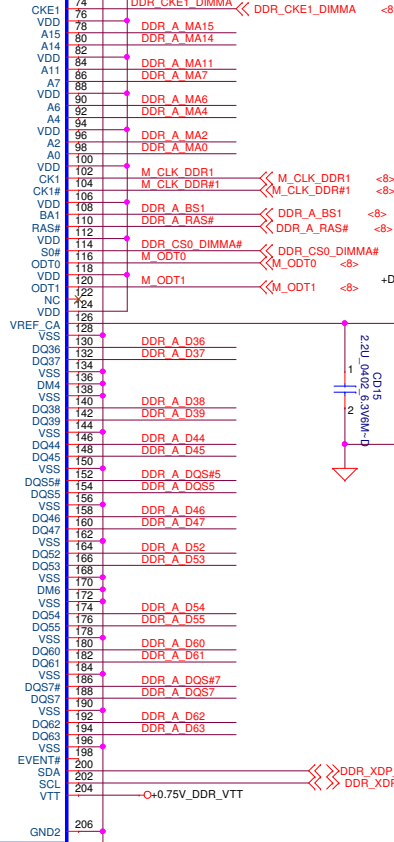 74 DDR_CKE1_DIMMA
CKE1 76 DDR_CKE1_DIMMA <8
VDD 78 DDR_A_MA15
A15 80 DDR_A_MA14
A14 82
VDD 84 DDR_A_MA11
A11 86 DDR_A_MA7
A7 88
VDD 90 DDR_A_MA6
A6 92 DDR_A_MA4
A4 94
VDD 96 DDR_A_MA2
A2 98 DDR_A_MA0
A0 100
VDD 102 M_CLK_DDR1 M_CLK_DDR1 <8>
CK1 104 M_CLK_DDR#1 M_CLK_DDR#1 <8>
CK1# 106
VDD 108 DDR_A_BS1 DDR_A_BS1 <8>
BA1 110 DDR_A_RAS# DDR_A_RAS# <8>
RAS# 112
VDD 114 DDR_CS0_DIMMA# DDR_CS0_DIMMA#
S0# 116 M_ODT0 M_ODT0 <8>
ODT0 118
VDD 120 M_ODT1 M_ODT1 <8> +D
ODT1 122
NC 124
VDD 126
VREF_CA 128
VSS 130 DDR_A_D36
DQ36 132 DDR_A_D37
DQ37 134
VSS 136
DM4 138
VSS 140 DDR_A_D38
DQ38 142 DDR_A_D39
DQ39 144
VSS 146 DDR_A_D44
DQ44 148 DDR_A_D45
DQ45 150
VSS 152 DDR_A_DQS#5
DQS5# 154 DDR_A_DQS5
DQS5 156
VSS 158 DDR_A_D46
DQ46 160 DDR_A_D47
DQ47 162
VSS 164 DDR_A_D52
DQ52 166 DDR_A_D53
DQ53 168
VSS 170
DM6 172
VSS 174 DDR_A_D54
DQ54 176 DDR_A_D55
DQ55 178
VSS 180 DDR_A_D60
DQ60 182 DDR_A_D61
DQ61 184
VSS 186 DDR_A_DQS#7
DQS7# 188 DDR_A_DQS7
DQS7 190
VSS 192 DDR_A_D62
DQ62 194 DDR_A_D63
DQ63 196
VSS 198
EVENT# 200 DDR_XDP_
SDA 202 DDR_XDP
SCL 204
VTT +0.75V_DDR_VTT
206
GND2
1
2
CD15
2.2U_0402_6.3V6M~D